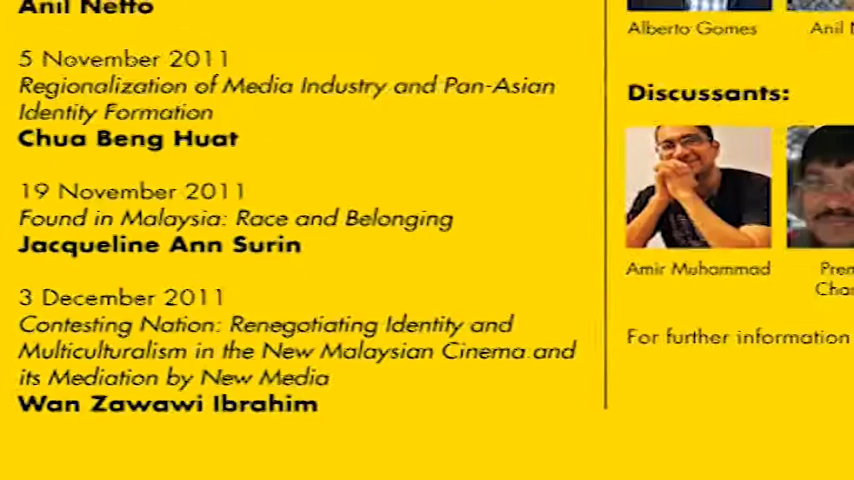 Anil Netto
5 November 2011
Regionalization of Media Industry and Pan-Asian
Identity Formation
Chua Beng Huat
19 November 2011
Found in Malaysia: Race and Belonging
Jacqueline Ann Surin
3 December 2011
Contesting Nation: Renegotiating Identity and
Multiculturalism in the New Malaysian Cinema and
its Mediation by New Media
Wan Zawawi Ibrahim
Alberto Gomes
Anil
Discussants:
Amir Muhammad
For further information